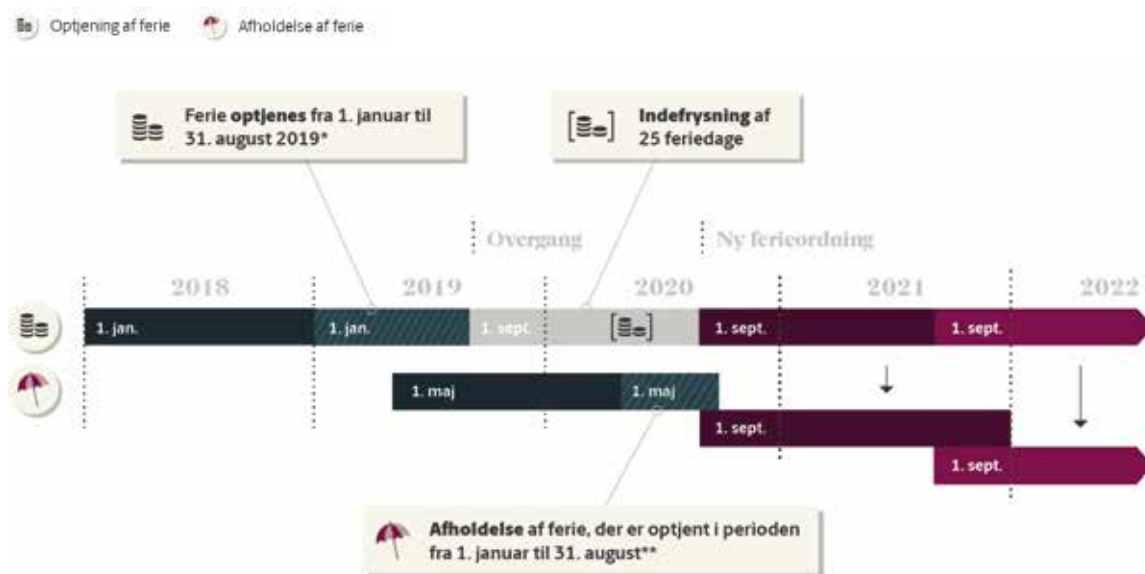 Optjening af ferie Afholdelse af ferie
Ferie optjenes fra 1. januar til
31. august 2019*
Indefrysning af
25 feriedage
Overgang
Ny ferieordning
2018 2019 2020 2021 2022
1. jan. 1. jan. 1. sept. 1. sept. 1. sept.
1. maj 1. maj
1. sept.
1. sept.
Afholdelse af ferie, der er optjent i perioden
fra 1. januar til 31. august**